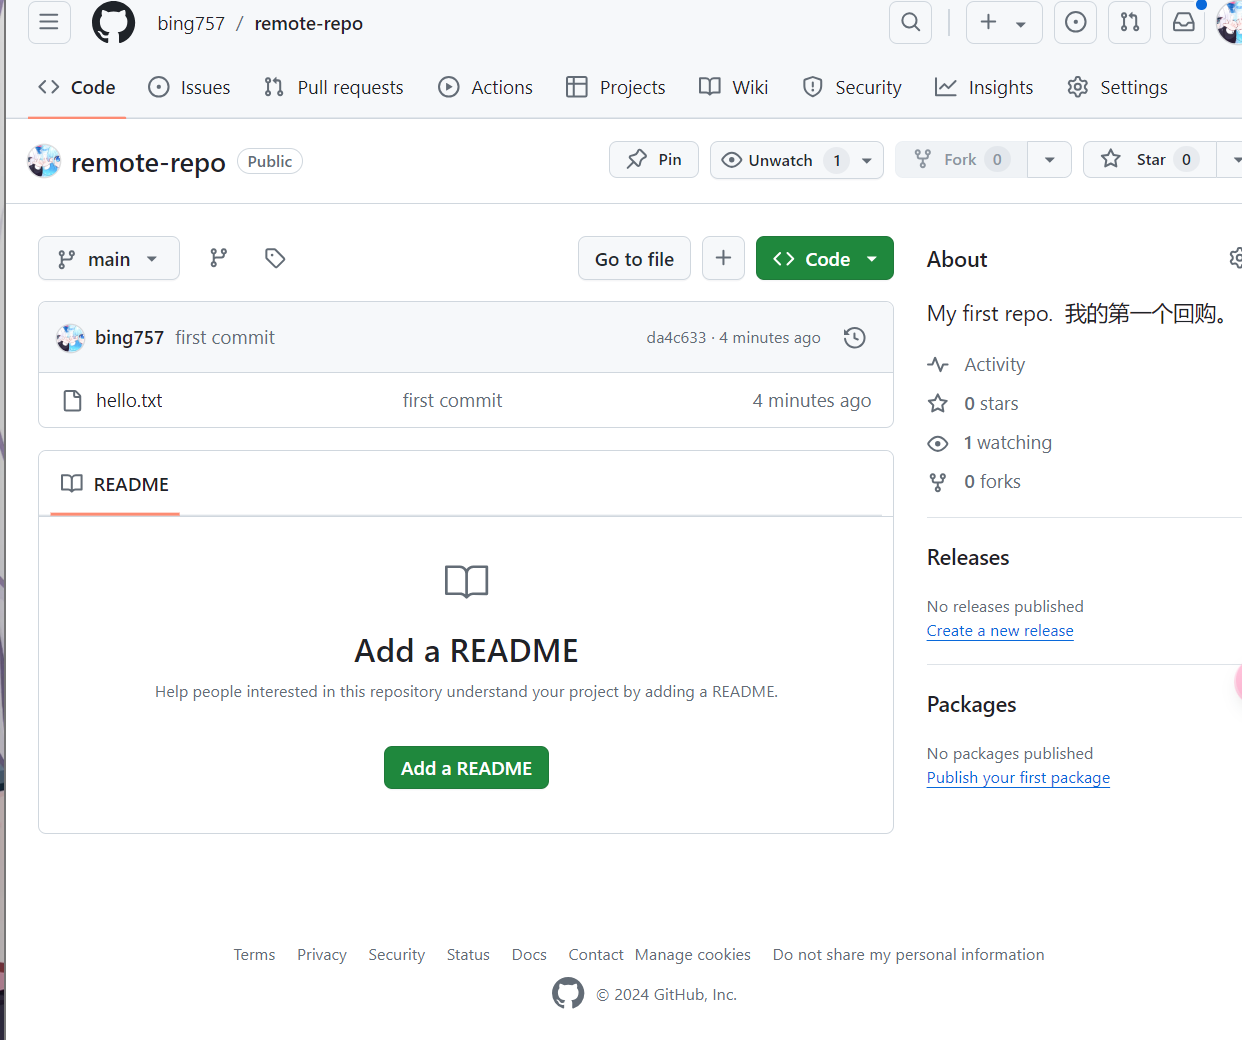 bing757 / remote-repo
Code Issues Pull requests Actions Projects Wiki Security Insights Settings
remote-repo Public Pin Unwatch 1 Fork 0 Star 0
main Go to file Code
bing757 first commit da4c633 · 4 minutes ago
hello.txt first commit 4 minutes ago
README
Add a README
Help people interested in this repository understand your project by adding a README.
Add a README
About
My first repo. 我的第一个回购。
Activity
0 stars
1 watching
0 forks
Releases
No releases published
Create a new release
Packages
No packages published
Publish your first package
Terms Privacy Security Status Docs Contact Manage cookies Do not share my personal information
© 2024 GitHub, Inc.